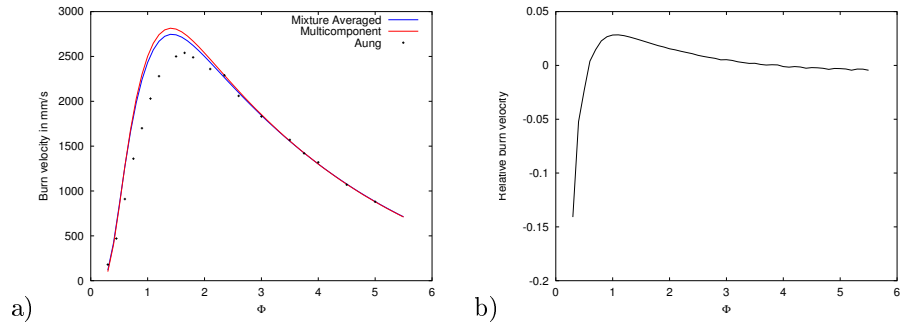 3000
2500
2000
1500
1000
500
0
Burn velocity in mm/s
Mixture Averaged
Multicomponent
Aung
0 1 2 3 4 5 6
Φ
a)
0.05
0
-0.05
-0.1
-0.15
-0.2
Relative burn velocity
0 1 2 3 4 5 6
Φ
b)